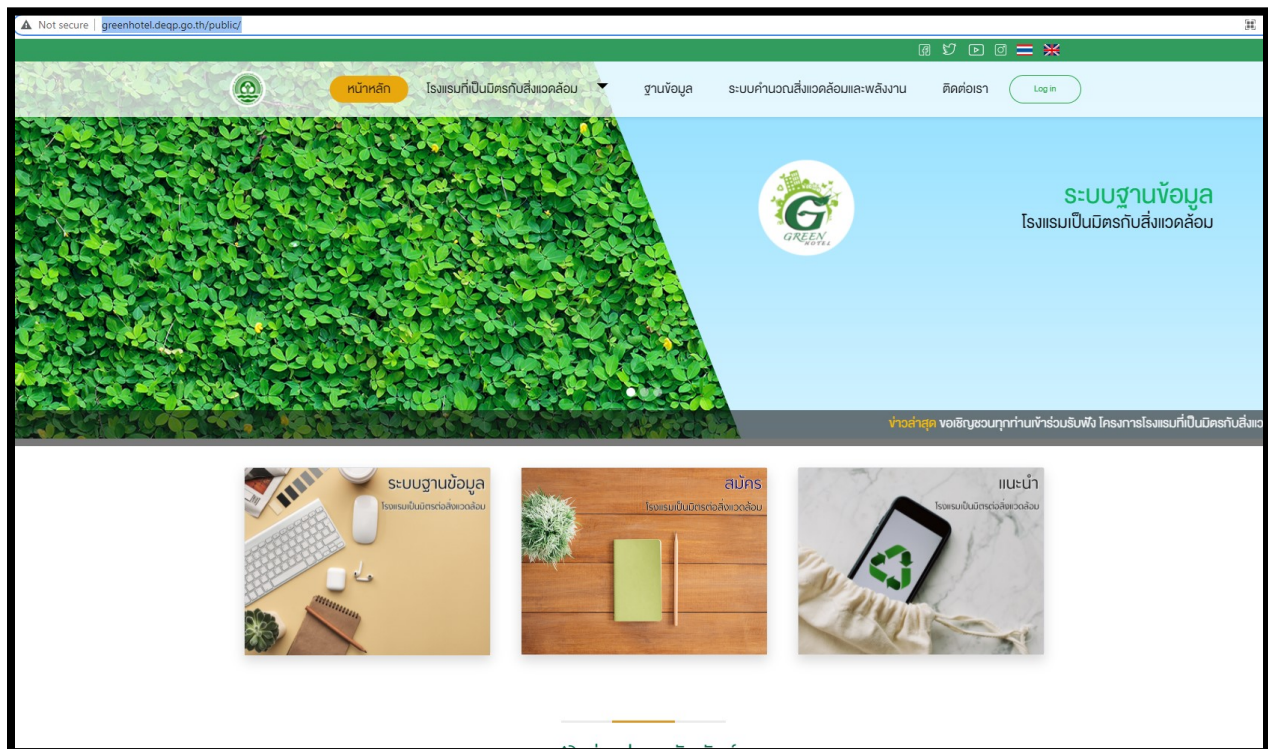 Not secure | greenhotel.deqp.go.th/public/
หน้าหลัก โรงแรมที่เป็นมิตรกับสิ่งแวดล้อม ฐานข้อมูล ระบบคำนวณสิ่งแวดล้อมและพลังงาน ติดต่อเรา Log in
G
GREEN
HOTEL
ระบบฐานข้อมูล
โรงแรมเป็นมิตรกับสิ่งแวดล้อม
ข่าวล่าสุด ขอเชิญชวนทุกท่านเข้าร่วมรับฟัง โครงการโรงแรมที่เป็นมิตรกับสิ่งแว
ระบบฐานข้อมูล
โรงแรมเป็นมิตรต่อสิ่งแวดล้อม
สมัคร
โรงแรมเป็นมิตรต่อสิ่งแวดล้อม
แนะนำ
โรงแรมเป็นมิตรต่อสิ่งแวดล้อม